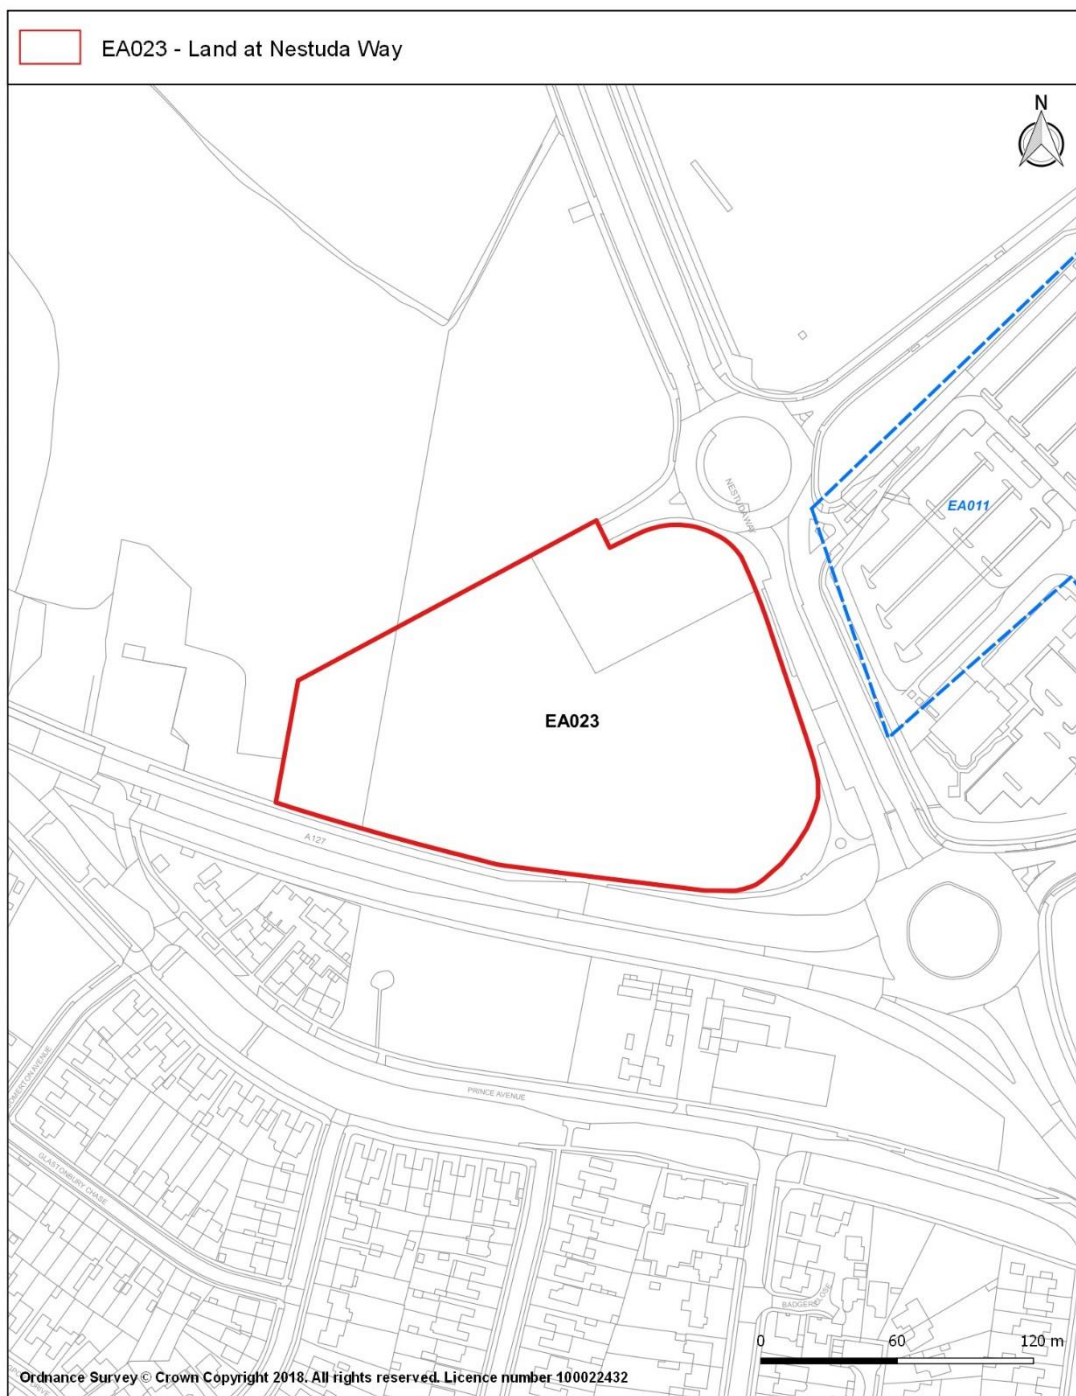 EA023 - Land at Nestuda Way
N
NESTUDA WAY
EA011
EA023
A127
PRINCE AVENUE
GLASTONBURY CHASE
BADGERS CLOSE
0 60 120 m
Ordnance Survey © Crown Copyright 2018. All rights reserved. Licence number 100022432